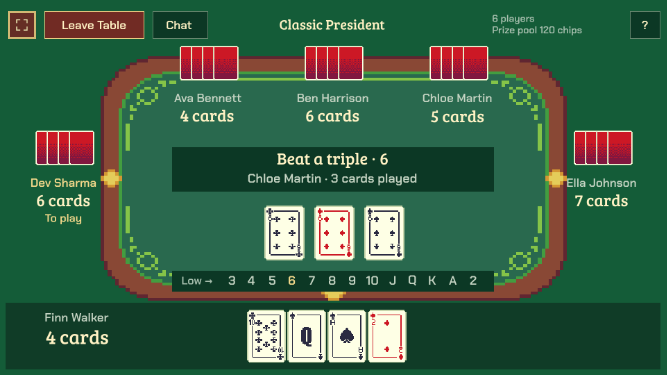 Leave Table
Chat
Classic President
6 players
Prize pool 120 chips
?
Ava Bennett
4 cards
Ben Harrison
6 cards
Chloe Martin
5 cards
Dev Sharma
6 cards
To play
Ella Johnson
7 cards
Beat a triple · 6
Chloe Martin · 3 cards played
Low → 3 4 5 6 7 8 9 10 J Q K A 2
Finn Walker
4 cards
Q